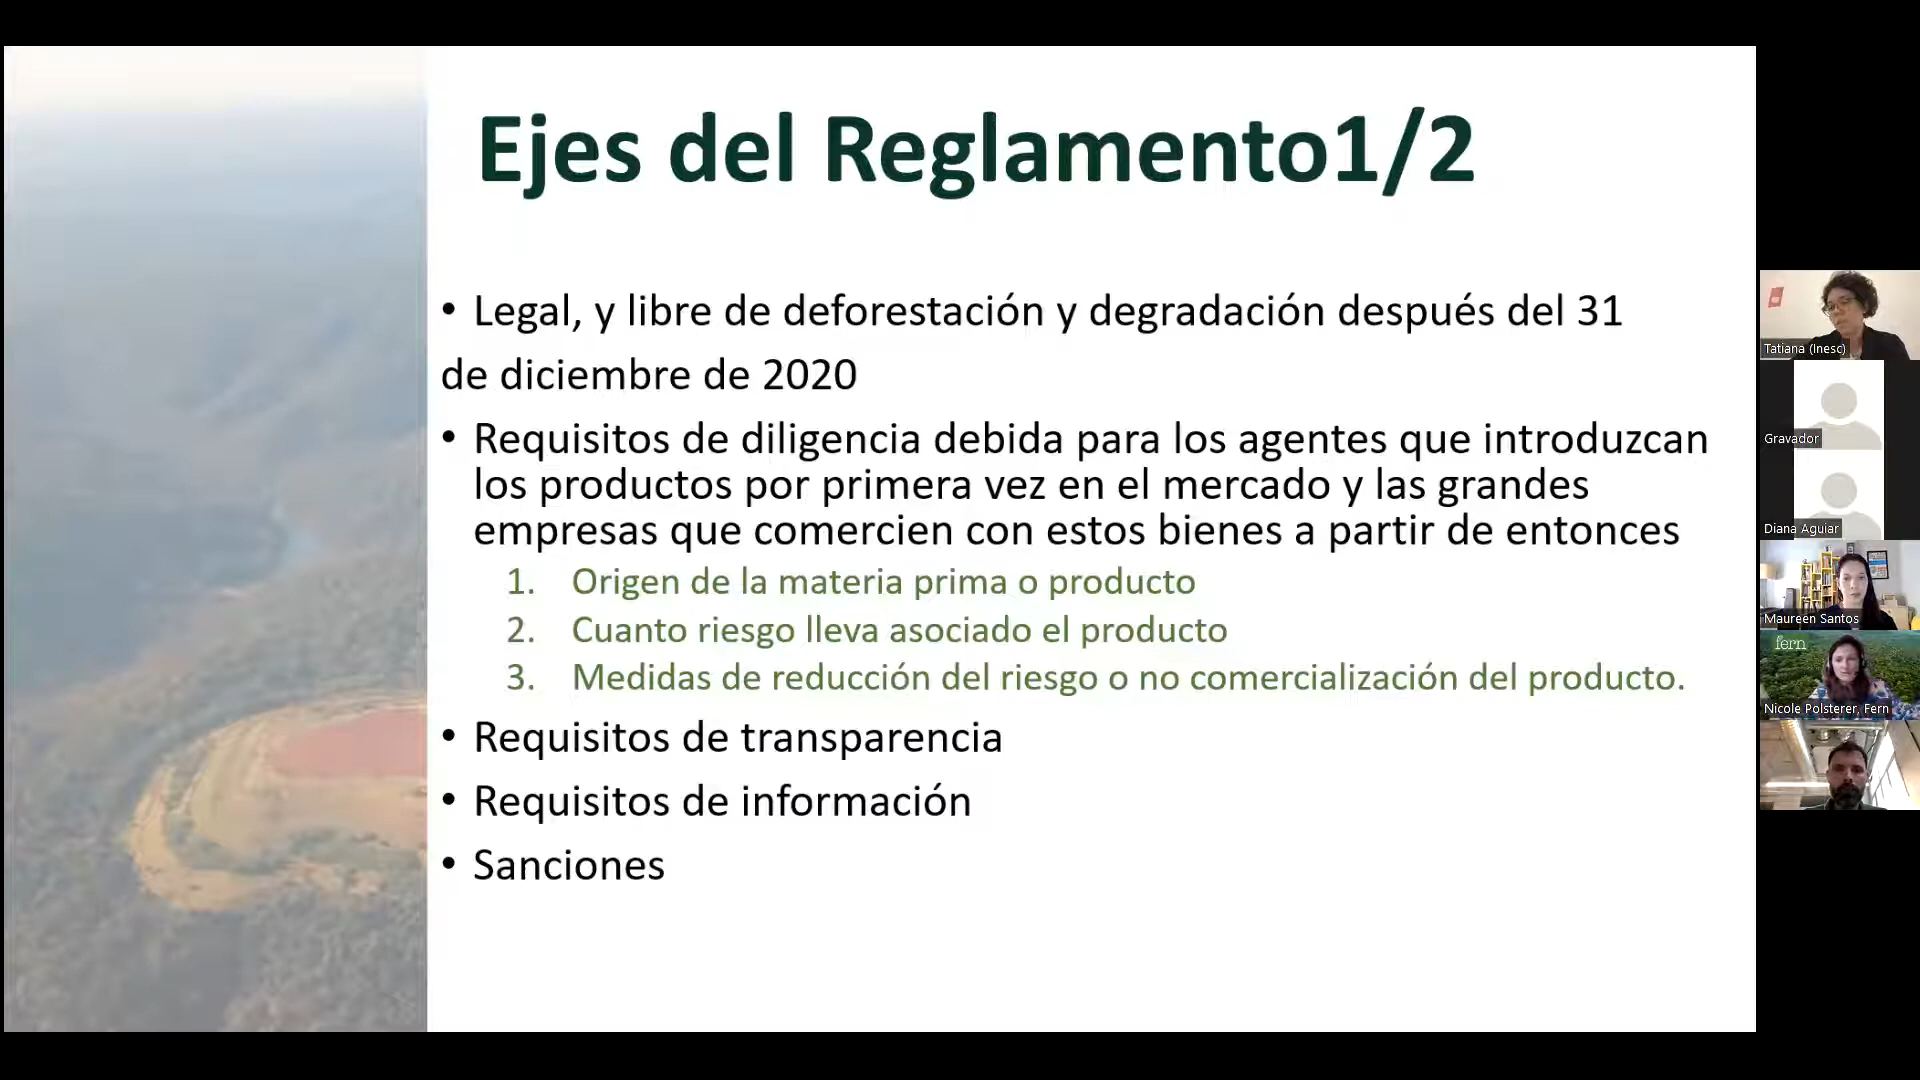 Ejes del Reglamento1/2
• Legal, y libre de deforestación y degradación después del 31
de diciembre de 2020
• Requisitos de diligencia debida para los agentes que introduzcan
los productos por primera vez en el mercado y las grandes
empresas que comercien con estos bienes a partir de entonces
1. Origen de la materia prima o producto
2. Cuanto riesgo lleva asociado el producto
3. Medidas de reducción del riesgo o no comercialización del producto.
• Requisitos de transparencia
• Requisitos de información
• Sanciones
Tatiana (Inesc)
Gravador
Diana Aguiar
Maureen Santos
fern
Nicole Polsterer, Fern